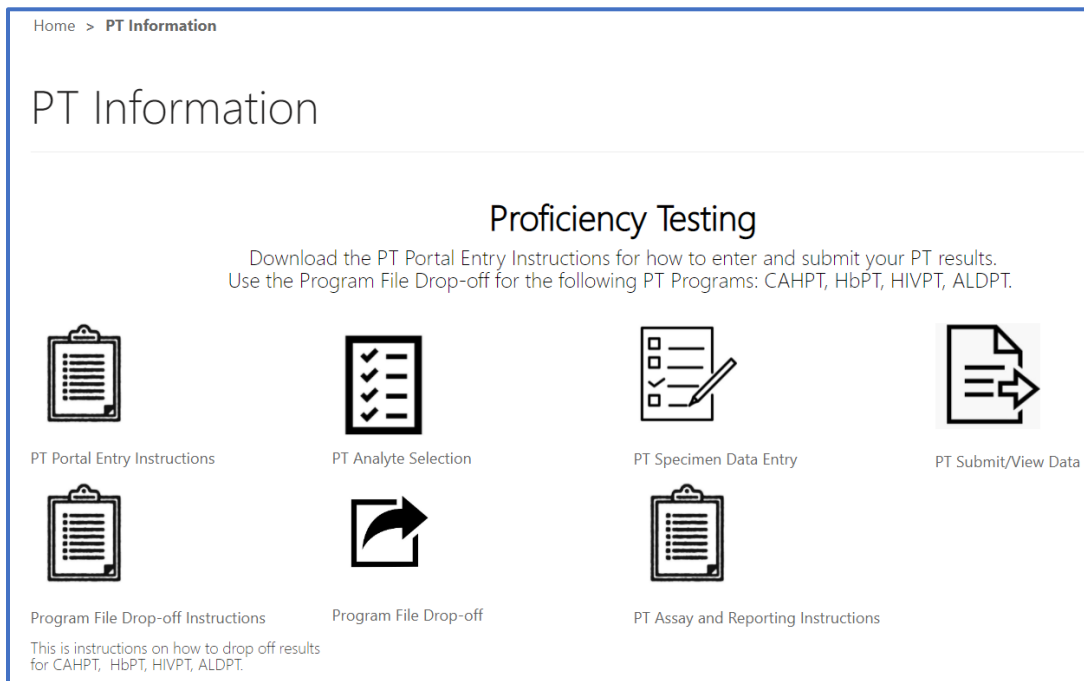 Home > PT Information
PT Information
Proficiency Testing
Download the PT Portal Entry Instructions for how to enter and submit your PT results.
Use the Program File Drop-off for the following PT Programs: CAHPT, HbPT, HIVPT, ALDPT.
PT Portal Entry Instructions
PT Analyte Selection
PT Specimen Data Entry
PT Submit/View Data
Program File Drop-off Instructions
This is instructions on how to drop off results
for CAHPT, HbPT, HIVPT, ALDPT.
Program File Drop-off
PT Assay and Reporting Instructions